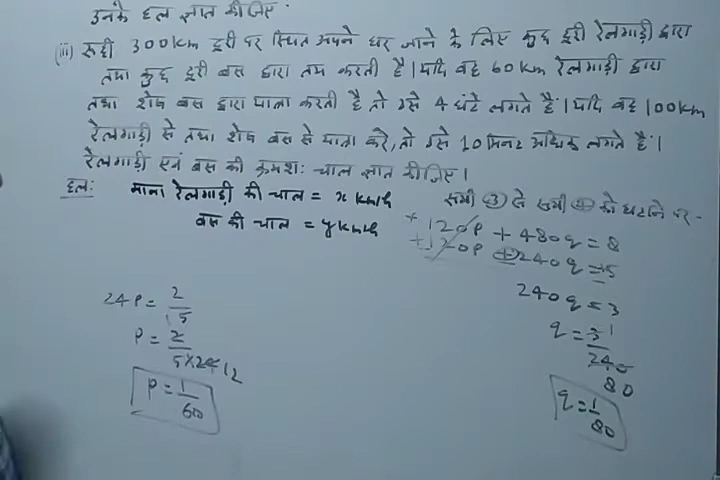 उनके हल ज्ञात कीजिए.
(iii) रूही 300km दूरी पर स्थित अपने घर जाने के लिए कुछ दूरी रेलगाड़ी द्वारा
तथा कुछ दूरी बस द्वारा तय करती है। यदि वह 60km रेलगाड़ी द्वारा
तथा शेष बस द्वारा यात्रा करती है तो उसे 4 घंटे लगते हैं। यदि वह 100km
रेलगाड़ी से तथा शेष बस से यात्रा करे, तो उसे 10 मिनट अधिक लगते हैं।
रेलगाड़ी एवं बस की क्रमशः चाल ज्ञात कीजिए।
हल: माना रेलगाड़ी की चाल = x km/h
बस की चाल = y km/h
24P = 2/5
P = 2/5×24 12
P = 1/60
समी ③ से समी ④ को घटाने पर-
120P + 480q = 8
240q = 3
q = 3 1/240
80
q = 1/80